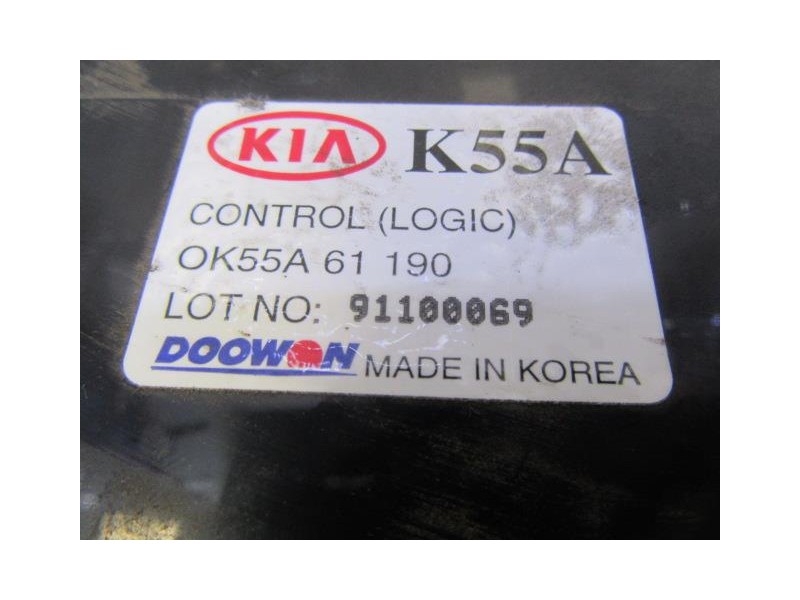 KIA K55A
CONTROL (LOGIC)
OK55A 61 190
LOT NO: 91100069
DOOWON MADE IN KOREA